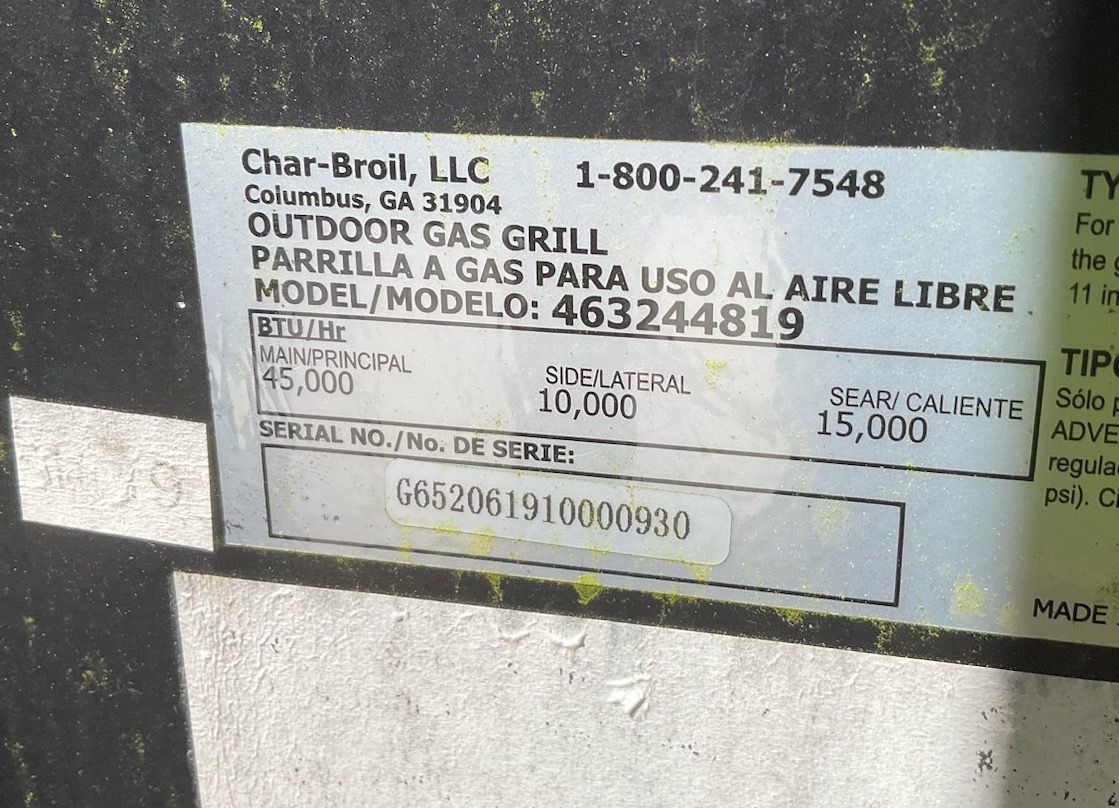 Char-Broil, LLC 1-800-241-7548
Columbus, GA 31904
OUTDOOR GAS GRILL
PARRILLA A GAS PARA USO AL AIRE LIBRE
MODEL/MODELO: 463244819
BTU/Hr
MAIN/PRINCIPAL SIDE/LATERAL SEAR/ CALIENTE
45,000 10,000 15,000
SERIAL NO./No. DE SERIE:
G652061910000930
TY
For
the
11 in
TIPO
Sólo p
ADVE
regula
psi). C
MADE